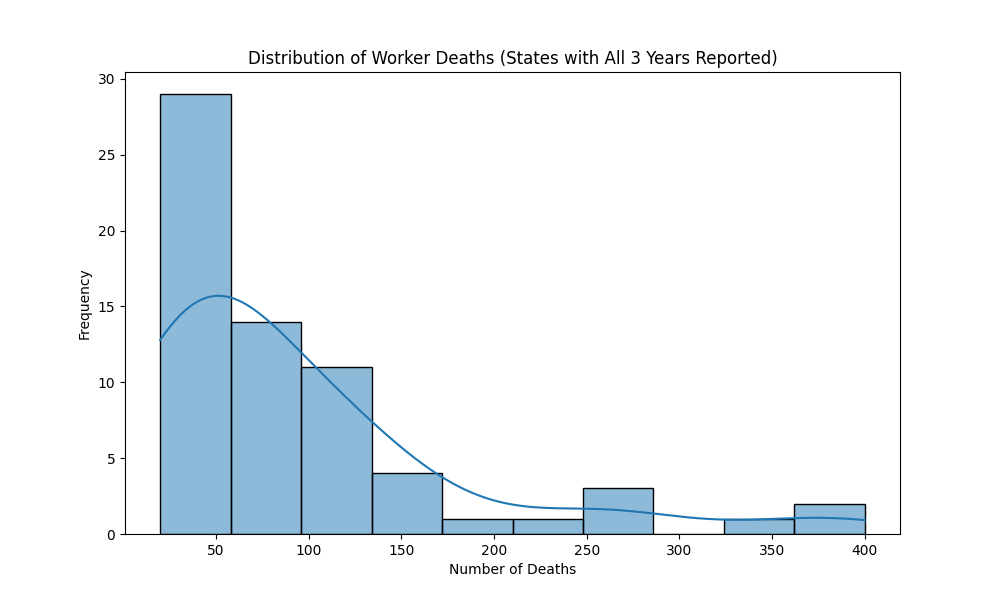 Distribution of Worker Deaths (States with All 3 Years Reported)
30
25
20
15
10
5
0
Frequency
50 100 150 200 250 300 350 400
Number of Deaths